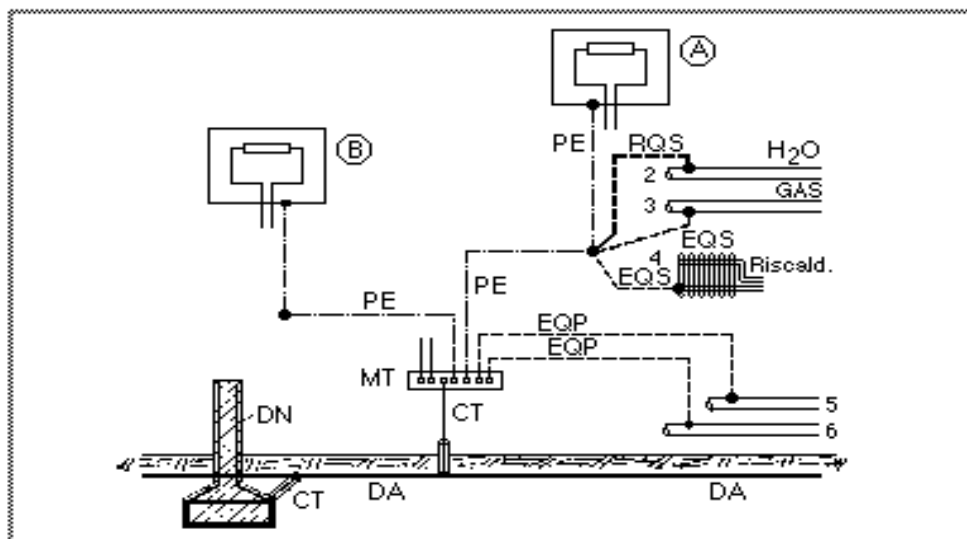 A
PE
RQS
H₂O
2
GAS
3
EQS
4
EQS
Riscald.
B
PE
PE
EQP
EQP
MT
CT
5
6
DN
CT
DA
DA